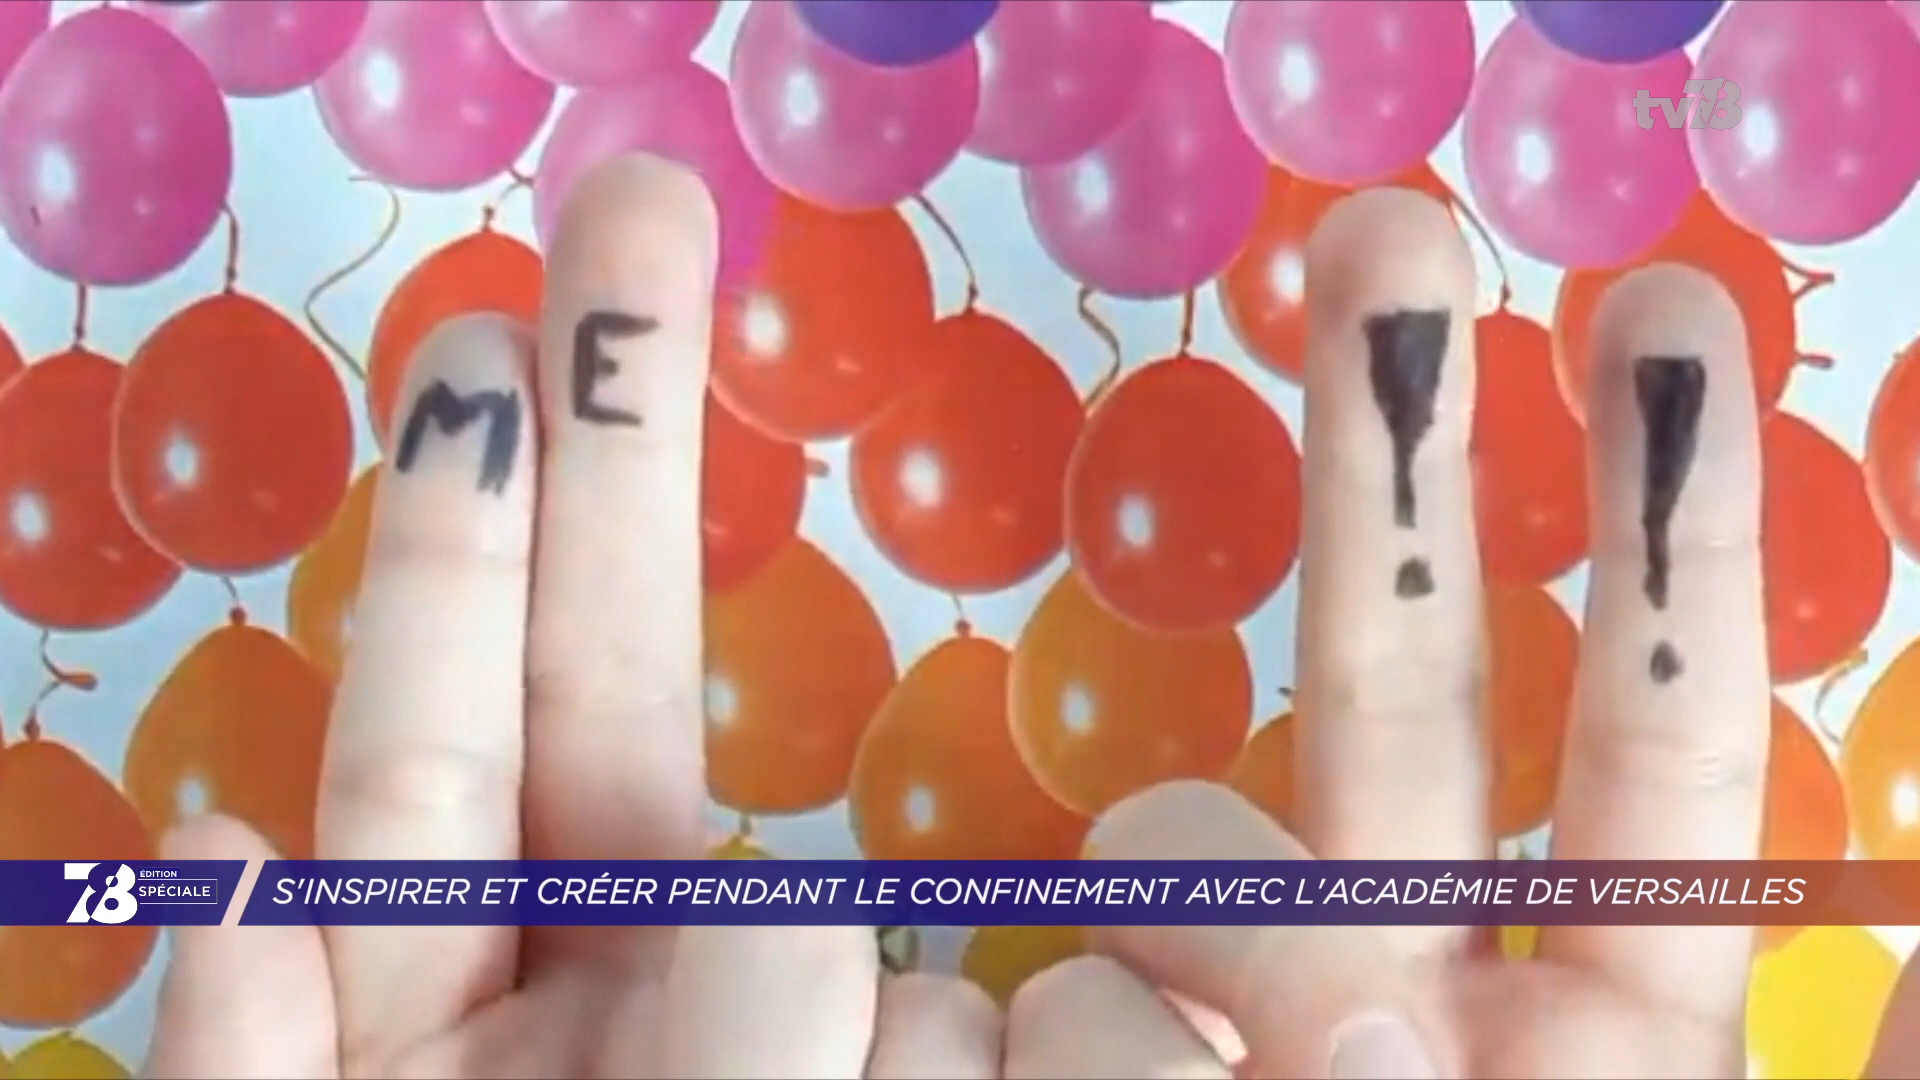 tv78
M E ! !
78 ÉDITION
SPÉCIALE
S'INSPIRER ET CRÉER PENDANT LE CONFINEMENT AVEC L'ACADÉMIE DE VERSAILLES